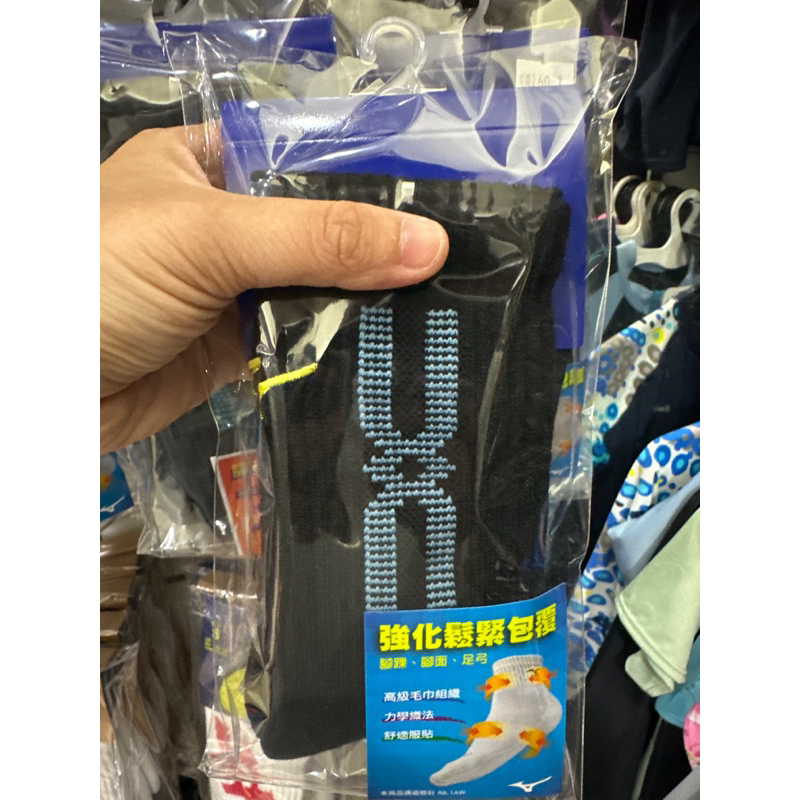 強化鬆緊包覆
腳踝、腳面、足弓
高級毛巾組織
力學織法
舒適服貼